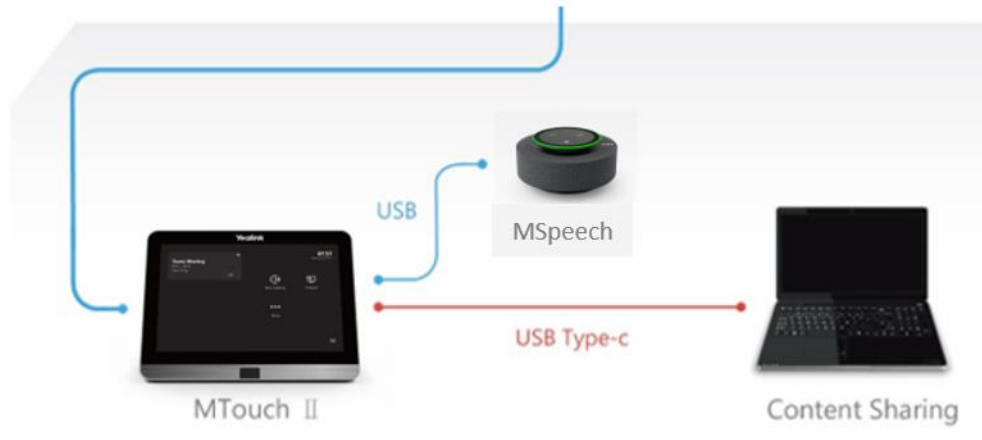 USB
MSpeech
Yealink
USB Type-c
MTouch II
Content Sharing